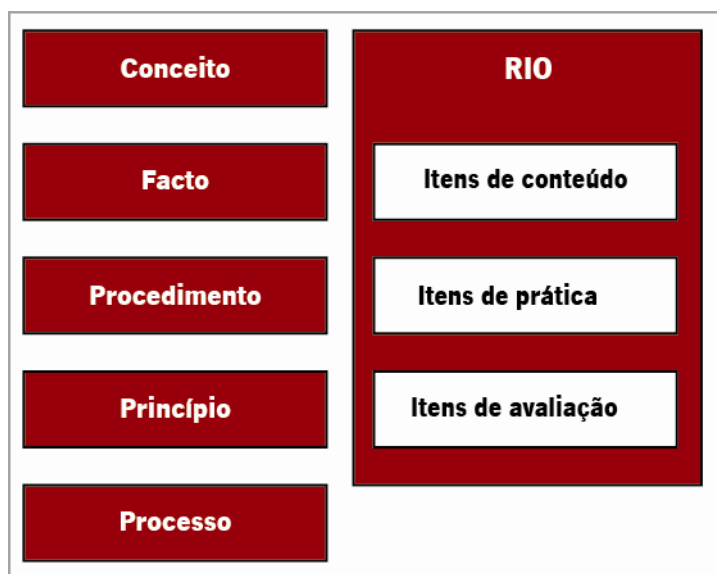 Conceito
Facto
Procedimento
Princípio
Processo
RIO
Itens de conteúdo
Itens de prática
Itens de avaliação